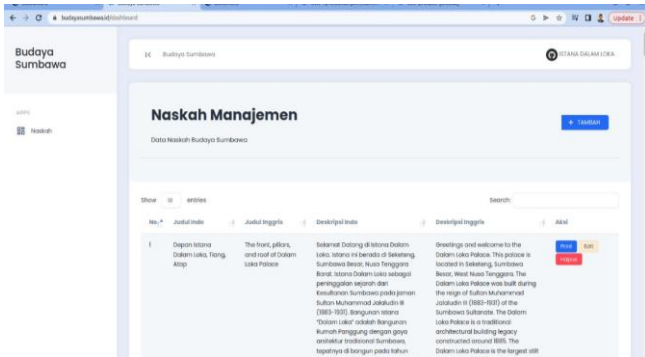 budayasumbawa.id/dashboard
Update
Budaya
Sumbawa
Budaya Sumbawa
ISTANA DALAM LOKA
APPS
Naskah
Naskah Manajemen
+ TAMBAH
Data Naskah Budaya Sumbawa
Show 10 entries
Search:
No. Judul Indo Judul Inggris Deskripsi Indo Deskripsi Inggris Aksi
1 Depan Istana The front, pillars, Selamat Datang di Istana Dalam Greetings and welcome to the Print Edit
Dalam Loka, Tiang, and roof of Dalam Loka. Istana ini berada di Seketeng, Dalam Loka Palace. This palace is Hapus
Atap Loka Palace Sumbawa Besar, Nusa Tenggara located in Seketeng, Sumbawa
Barat. Istana Dalam Loka sebagai Besar, West Nusa Tenggara. The
peninggalan sejarah dari Dalam Loka Palace was built during
Kesultanan Sumbawa pada jaman the reign of Sultan Muhammad
Sultan Muhammad Jalaludin III Jalaludin III (1883-1931) of the
(1883-1931). Bangunan istana Sumbawa Sultanate. The Dalam
"Dalam Loka" adalah Bangunan Loka Palace is a traditional
Rumah Panggung dengan gaya architectural building legacy
arsitektur tradisional Sumbawa, constructed around 1885. The
tepatnya di bangun pada tahun Dalam Loka Palace is the largest still